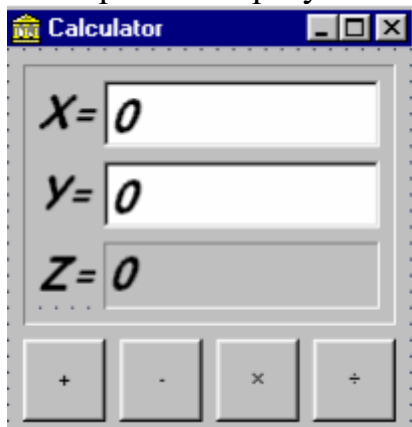 Calculator
X= 0
Y= 0
Z= 0
+ - × ÷